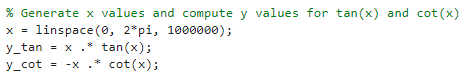 % Generate x values and compute y values for tan(x) and cot(x)
x = linspace(0, 2*pi, 1000000);
y_tan = x .* tan(x);
y_cot = -x .* cot(x);